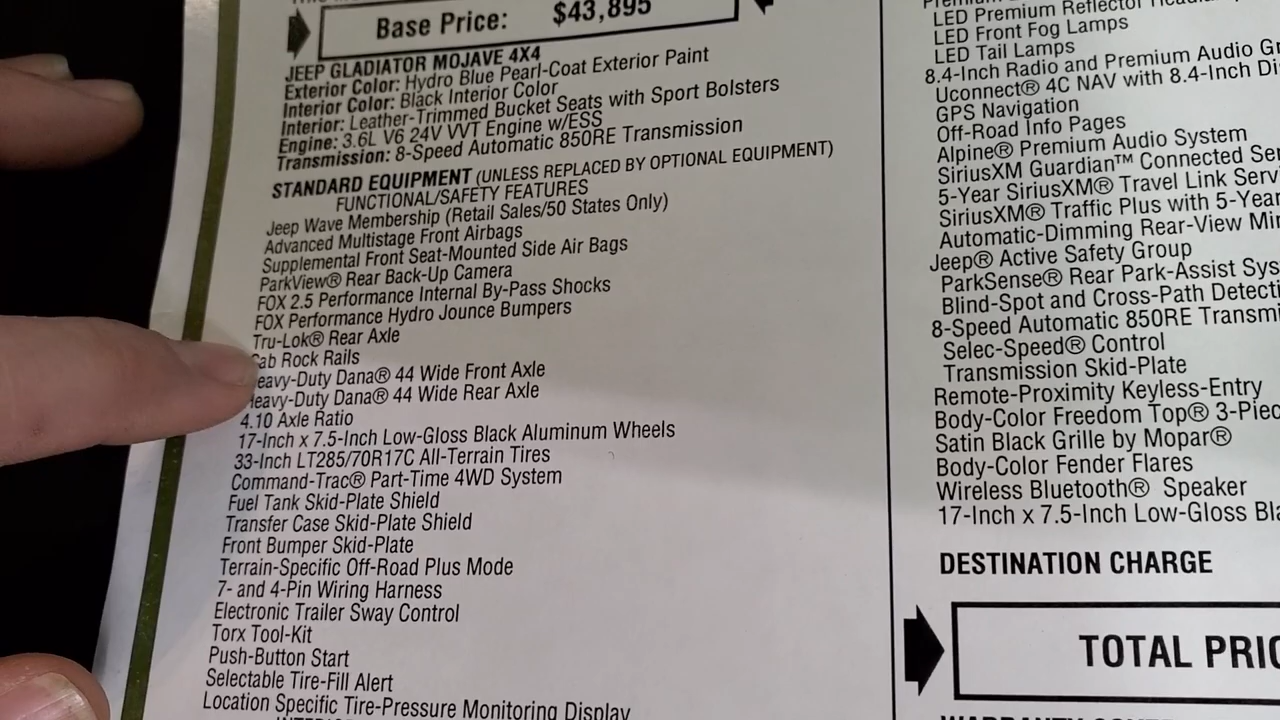 Base Price: $43,895
JEEP GLADIATOR MOJAVE 4X4
Exterior Color: Hydro Blue Pearl-Coat Exterior Paint
Interior Color: Black Interior Color
Interior: Leather-Trimmed Bucket Seats with Sport Bolsters
Engine: 3.6L V6 24V VVT Engine w/ESS
Transmission: 8-Speed Automatic 850RE Transmission
STANDARD EQUIPMENT (UNLESS REPLACED BY OPTIONAL EQUIPMENT)
FUNCTIONAL/SAFETY FEATURES
Jeep Wave Membership (Retail Sales/50 States Only)
Advanced Multistage Front Airbags
Supplemental Front Seat-Mounted Side Air Bags
ParkView® Rear Back-Up Camera
FOX 2.5 Performance Internal By-Pass Shocks
FOX Performance Hydro Jounce Bumpers
Tru-Lok® Rear Axle
Cab Rock Rails
eavy-Duty Dana® 44 Wide Front Axle
Heavy-Duty Dana® 44 Wide Rear Axle
4.10 Axle Ratio
17-Inch x 7.5-Inch Low-Gloss Black Aluminum Wheels
33-Inch LT285/70R17C All-Terrain Tires
Command-Trac® Part-Time 4WD System
Fuel Tank Skid-Plate Shield
Transfer Case Skid-Plate Shield
Front Bumper Skid-Plate
Terrain-Specific Off-Road Plus Mode
7- and 4-Pin Wiring Harness
Electronic Trailer Sway Control
Torx Tool-Kit
Push-Button Start
Selectable Tire-Fill Alert
Location Specific Tire-Pressure Monitoring Display
LED Premium Reflector
LED Front Fog Lamps
LED Tail Lamps
8.4-Inch Radio and Premium Audio G
Uconnect® 4C NAV with 8.4-Inch Di
GPS Navigation
Off-Road Info Pages
Alpine® Premium Audio System
SiriusXM Guardian™ Connected Ser
5-Year SiriusXM® Travel Link Servi
SiriusXM® Traffic Plus with 5-Year
Automatic-Dimming Rear-View Mir
Jeep® Active Safety Group
ParkSense® Rear Park-Assist Sys
Blind-Spot and Cross-Path Detecti
8-Speed Automatic 850RE Transmi
Selec-Speed® Control
Transmission Skid-Plate
Remote-Proximity Keyless-Entry
Body-Color Freedom Top® 3-Piec
Satin Black Grille by Mopar®
Body-Color Fender Flares
Wireless Bluetooth® Speaker
17-Inch x 7.5-Inch Low-Gloss Bla
DESTINATION CHARGE
TOTAL PRIC